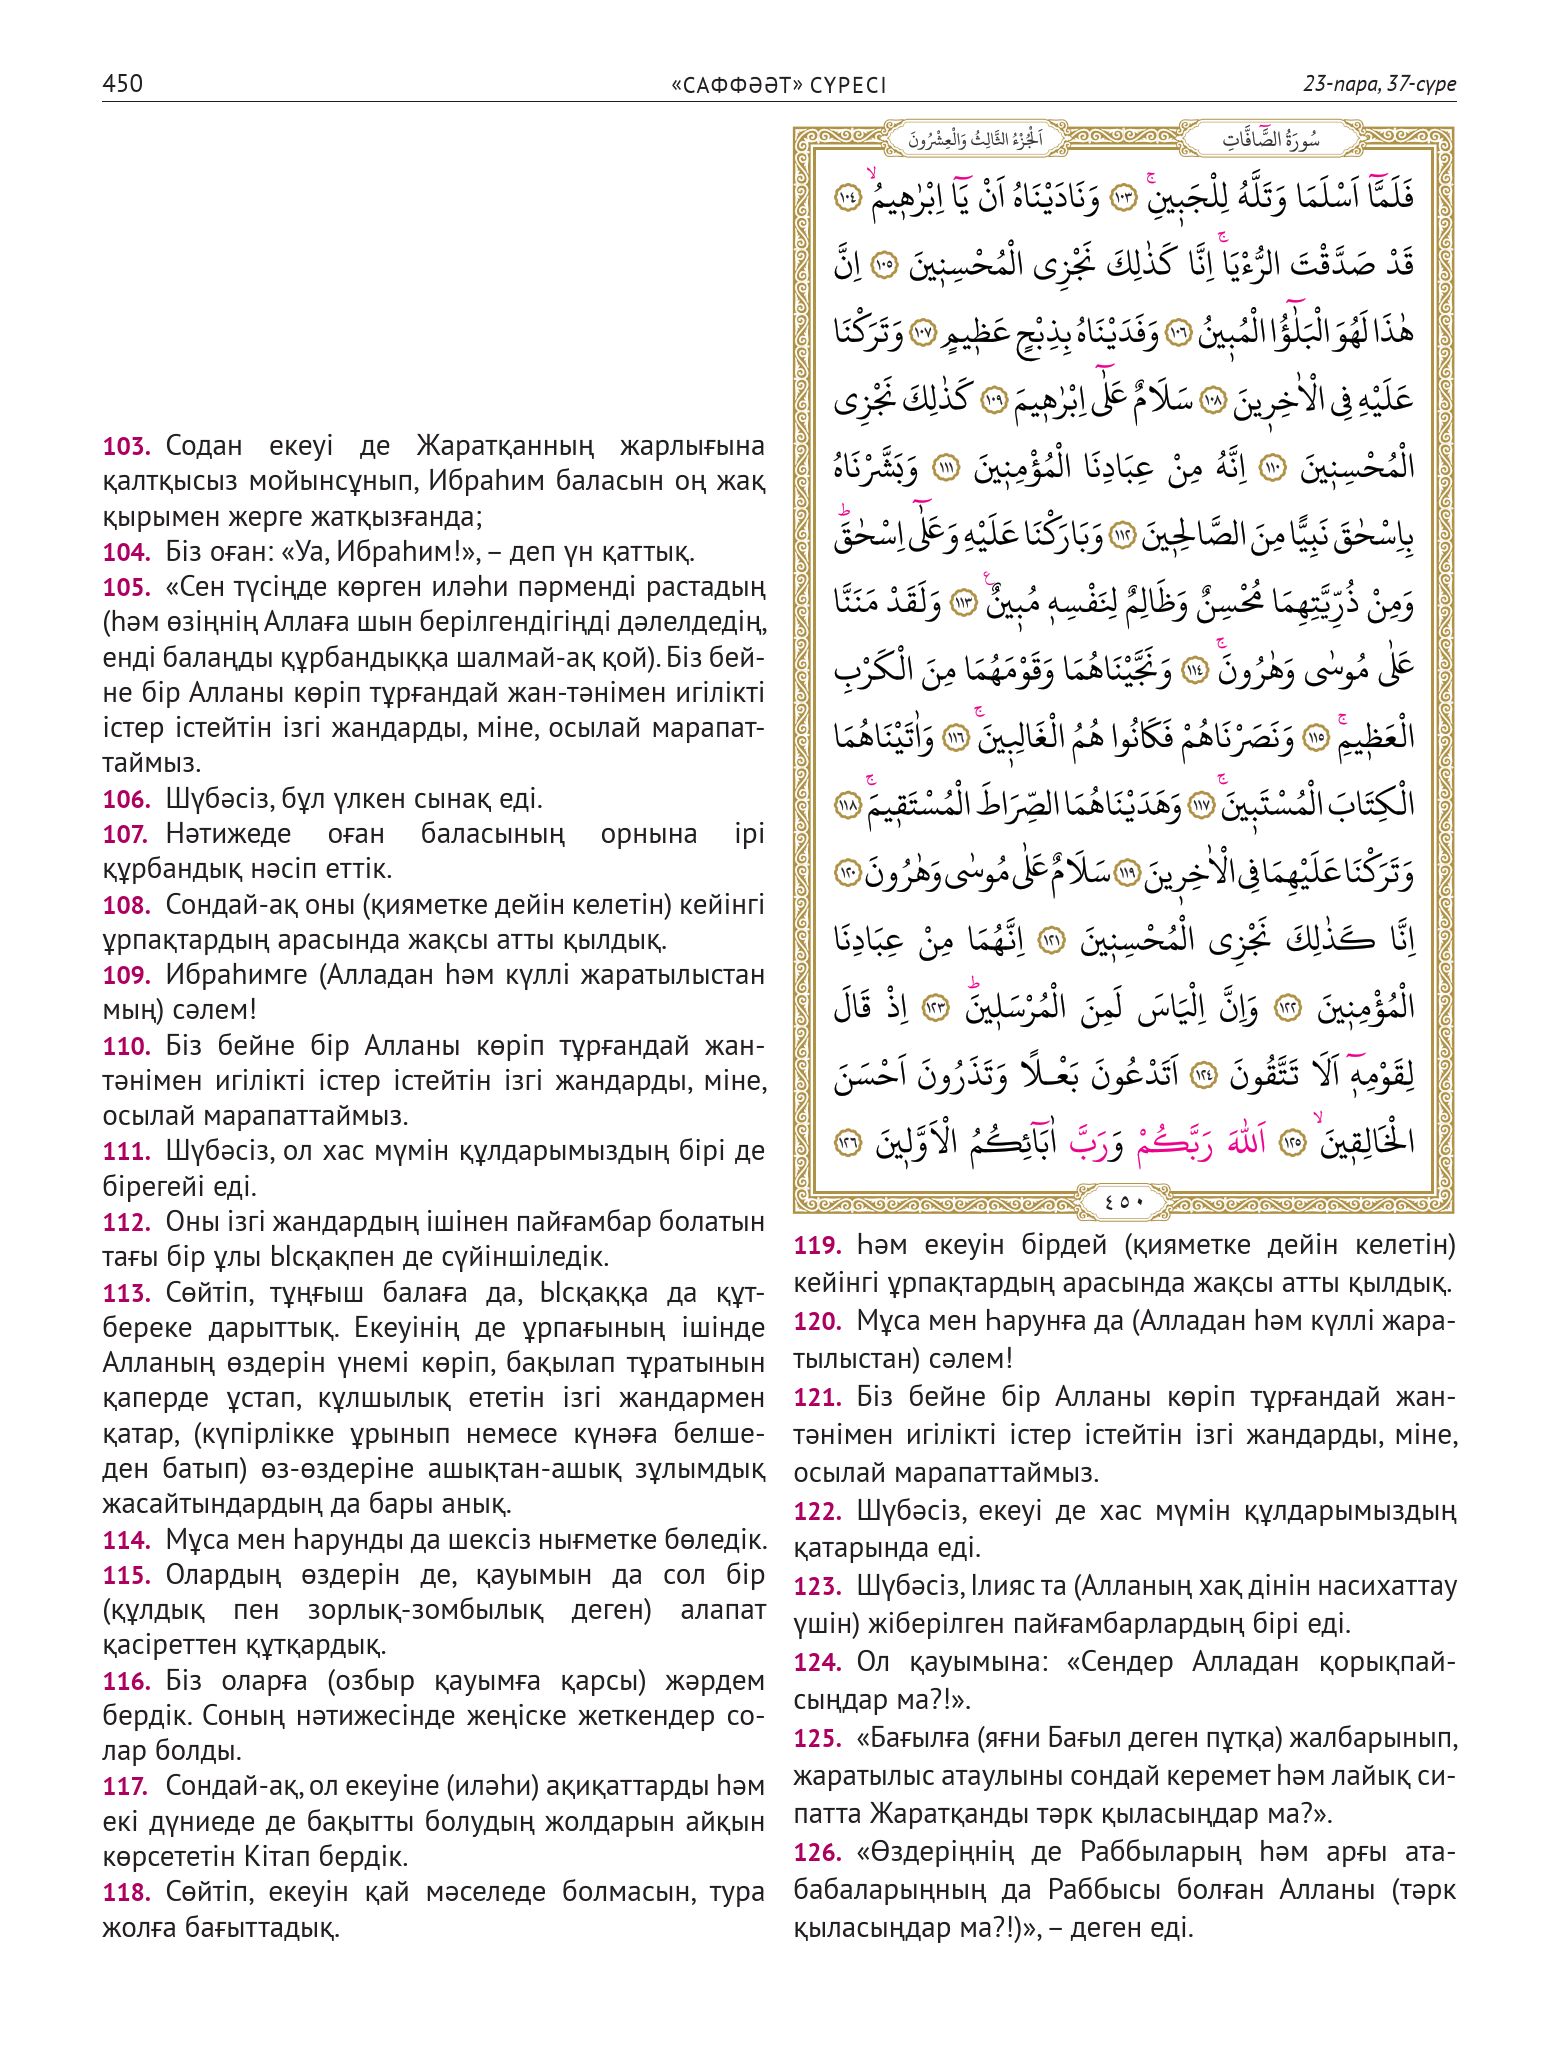 450
«САФФӘӘТ» СҮРЕСІ
23-пара, 37-сүре
103. Содан екеуі де Жаратқанның жарлығына
қалтқысыз мойынсұнып, Ибраһим баласын оң жақ
қырымен жерге жатқызғанда;
104. Біз оған: «Уа, Ибраһим!», – деп үн қаттық.
105. «Сен түсіңде көрген иләһи пәрменді растадың
(һәм өзіңнің Аллаға шын берілгендігіңді дәлелдедің,
енді балаңды құрбандыққа шалмай-ақ қой). Біз бей-
не бір Алланы көріп тұрғандай жан-тәнімен игілікті
істер істейтін ізгі жандарды, міне, осылай марапат-
таймыз.
106. Шүбәсіз, бұл үлкен сынақ еді.
107. Нәтижеде оған баласының орнына ірі
құрбандық нәсіп еттік.
108. Сондай-ақ оны (қияметке дейін келетін) кейінгі
ұрпақтардың арасында жақсы атты қылдық.
109. Ибраһимге (Алладан һәм күллі жаратылыстан
мың) сәлем!
110. Біз бейне бір Алланы көріп тұрғандай жан-
тәнімен игілікті істер істейтін ізгі жандарды, міне,
осылай марапаттаймыз.
111. Шүбәсіз, ол хас мүмін құлдарымыздың бірі де
бірегейі еді.
112. Оны ізгі жандардың ішінен пайғамбар болатын
тағы бір ұлы Ысқақпен де сүйіншіледік.
113. Сөйтіп, тұңғыш балаға да, Ысқаққа да құт-
береке дарыттық. Екеуінің де ұрпағының ішінде
Алланың өздерін үнемі көріп, бақылап тұратынын
қаперде ұстап, құлшылық ететін ізгі жандармен
қатар, (күпірлікке ұрынып немесе күнәға белше-
ден батып) өз-өздеріне ашықтан-ашық зұлымдық
жасайтындардың да бары анық.
114. Мұса мен Һарунды да шексіз нығметке бөледік.
115. Олардың өздерін де, қауымын да сол бір
(құлдық пен зорлық-зомбылық деген) алапат
қасіреттен құтқардық.
116. Біз оларға (озбыр қауымға қарсы) жәрдем
бердік. Соның нәтижесінде жеңіске жеткендер со-
лар болды.
117. Сондай-ақ, ол екеуіне (иләһи) ақиқаттарды һәм
екі дүниеде де бақытты болудың жолдарын айқын
көрсететін Кітап бердік.
118. Сөйтіп, екеуін қай мәселеде болмасын, тура
жолға бағыттадық.
سُورَةُ الصَّٓافَّاتِ
اَلْجُزْءُ الثَّالِثُ وَالْعِشْرُونَ
فَلَمَّٓا اَسْلَمَا وَتَلَّهُ لِلْجَب۪ينِۚ ﴿١٠٣﴾ وَنَادَيْنَاهُ اَنْ يَٓا اِبْرٰه۪يمُۙ ﴿١٠٤﴾
قَدْ صَدَّقْتَ الرُّءْيَاۚ اِنَّا كَذٰلِكَ نَجْزِى الْمُحْسِن۪ينَ ﴿١٠٥﴾ اِنَّ
هٰذَا لَهُوَ الْبَلٰٓؤُا الْمُب۪ينُ ﴿١٠٦﴾ وَفَدَيْنَاهُ بِذِبْحٍ عَظ۪يمٍ ﴿١٠٧﴾ وَتَرَكْنَا
عَلَيْهِ فِى الْاٰخِر۪ينَ ﴿١٠٨﴾ سَلَامٌ عَلٰٓى اِبْرٰه۪يمَ ﴿١٠٩﴾ كَذٰلِكَ نَجْزِى
الْمُحْسِن۪ينَ ﴿١١٠﴾ اِنَّهُ مِنْ عِبَادِنَا الْمُؤْمِن۪ينَ ﴿١١١﴾ وَبَشَّرْنَاهُ
بِاِسْحٰقَ نَبِيًّا مِنَ الصَّالِح۪ينَ ﴿١١٢﴾ وَبَارَكْنَا عَلَيْهِ وَعَلٰٓى اِسْحٰقَۜ
وَمِنْ ذُرِّيَّتِهِمَا مُحْسِنٌ وَظَالِمٌ لِنَفْسِه۪ مُب۪ينٌ۟ ﴿١١٣﴾ وَلَقَدْ مَنَنَّا
عَلٰى مُوسٰى وَهٰرُونَۚ ﴿١١٤﴾ وَنَجَّيْنَاهُمَا وَقَوْمَهُمَا مِنَ الْكَرْبِ
الْعَظ۪يمِۚ ﴿١١٥﴾ وَنَصَرْنَاهُمْ فَكَانُوا هُمُ الْغَالِب۪ينَۚ ﴿١١٦﴾ وَاٰتَيْنَاهُمَا
الْكِتَابَ الْمُسْتَب۪ينَۚ ﴿١١٧﴾ وَهَدَيْنَاهُمَا الصِّرَاطَ الْمُسْتَق۪يمَۚ ﴿١١٨﴾
وَتَرَكْنَا عَلَيْهِمَا فِى الْاٰخِر۪ينَ ﴿١١٩﴾ سَلَامٌ عَلٰى مُوسٰى وَهٰرُونَ ﴿١٢٠﴾
اِنَّا كَذٰلِكَ نَجْزِى الْمُحْسِن۪ينَ ﴿١٢١﴾ اِنَّهُمَا مِنْ عِبَادِنَا
الْمُؤْمِن۪ينَ ﴿١٢٢﴾ وَاِنَّ اِلْيَاسَ لَمِنَ الْمُرْسَل۪ينَۜ ﴿١٢٣﴾ اِذْ قَالَ
لِقَوْمِه۪ٓ اَلَا تَتَّقُونَ ﴿١٢٤﴾ اَتَدْعُونَ بَعْلًا وَتَذَرُونَ اَحْسَنَ
الْخَالِق۪ينَۙ ﴿١٢٥﴾ اَللّٰهَ رَبَّكُمْ وَرَبَّ اٰبَٓائِكُمُ الْاَوَّل۪ينَ ﴿١٢٦﴾
٤٥٠
119. Һәм екеуін бірдей (қияметке дейін келетін)
кейінгі ұрпақтардың арасында жақсы атты қылдық.
120. Мұса мен Һарунға да (Алладан һәм күллі жара-
тылыстан) сәлем!
121. Біз бейне бір Алланы көріп тұрғандай жан-
тәнімен игілікті істер істейтін ізгі жандарды, міне,
осылай марапаттаймыз.
122. Шүбәсіз, екеуі де хас мүмін құлдарымыздың
қатарында еді.
123. Шүбәсіз, Ілияс та (Алланың хақ дінін насихаттау
үшін) жіберілген пайғамбарлардың бірі еді.
124. Ол қауымына: «Сендер Алладан қорықпай-
сыңдар ма?!».
125. «Бағылға (яғни Бағыл деген пұтқа) жалбарынып,
жаратылыс атаулыны сондай керемет һәм лайық си-
патта Жаратқанды тәрк қыласыңдар ма?».
126. «Өздеріңнің де Раббыларың һәм арғы ата-
бабаларыңның да Раббысы болған Алланы (тәрк
қыласыңдар ма?!)», – деген еді.